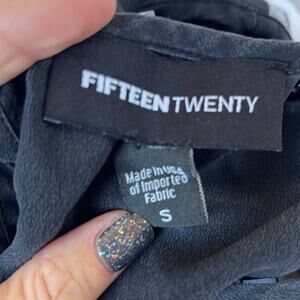 FIFTEEN TWENTY
Made in USA
of Imported
Fabric
S